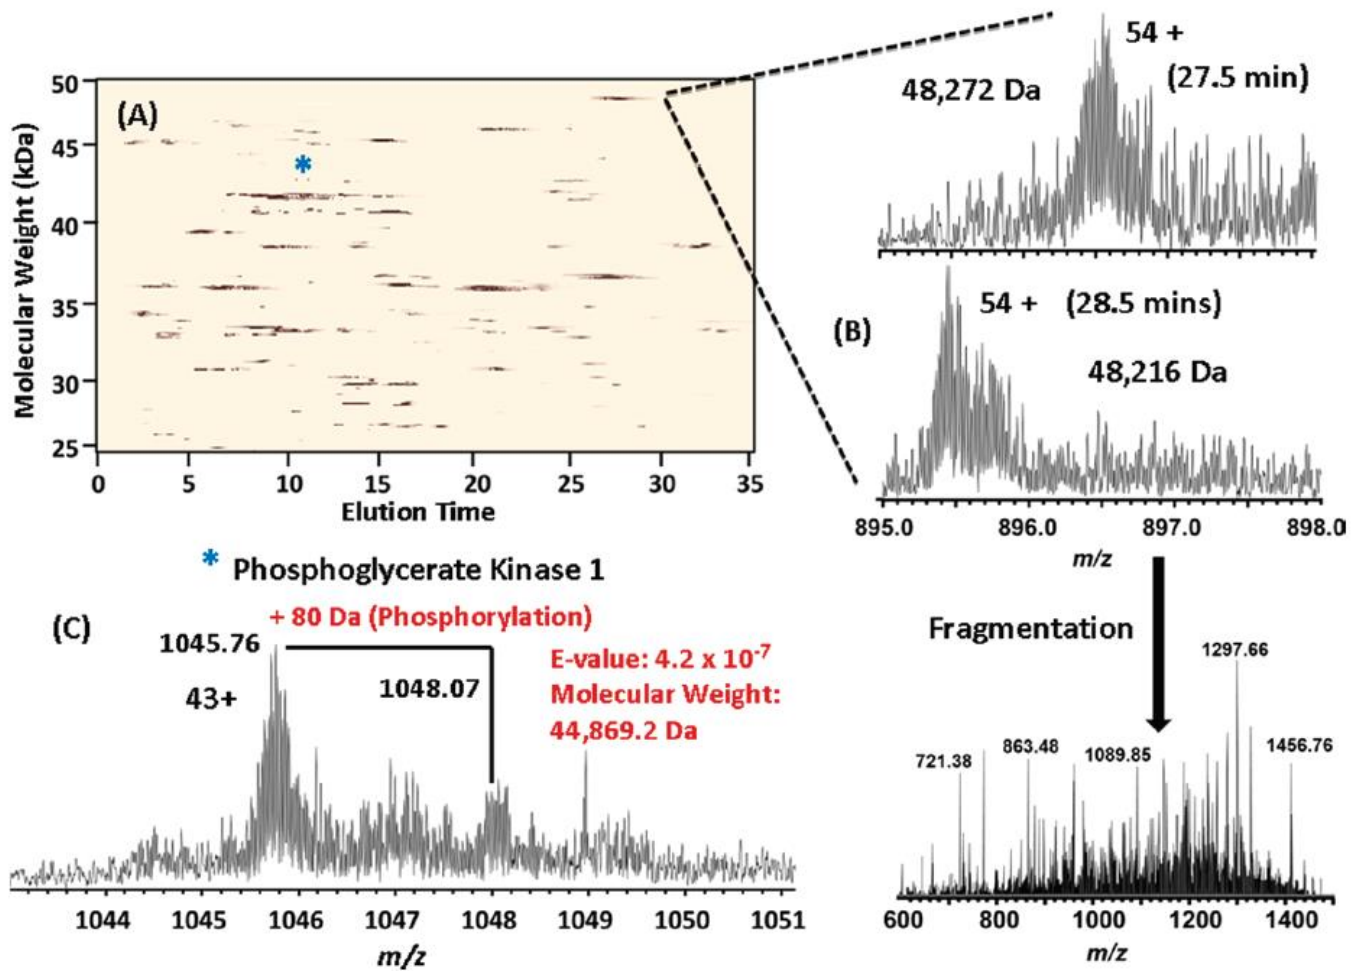 (A)
Molecular Weight (kDa)
50
45
40
35
30
25
0 5 10 15 20 25 30 35
Elution Time
*
54 +
(27.5 min)
48,272 Da
(B)
54 + (28.5 mins)
48,216 Da
895.0 896.0 897.0 898.0
m/z
Fragmentation
721.38 863.48 1089.85 1297.66 1456.76
600 800 1000 1200 1400
m/z
* Phosphoglycerate Kinase 1
(C)
+ 80 Da (Phosphorylation)
1045.76
43+
1048.07
E-value: 4.2 x 10⁻⁷
Molecular Weight:
44,869.2 Da
1044 1045 1046 1047 1048 1049 1050 1051
m/z